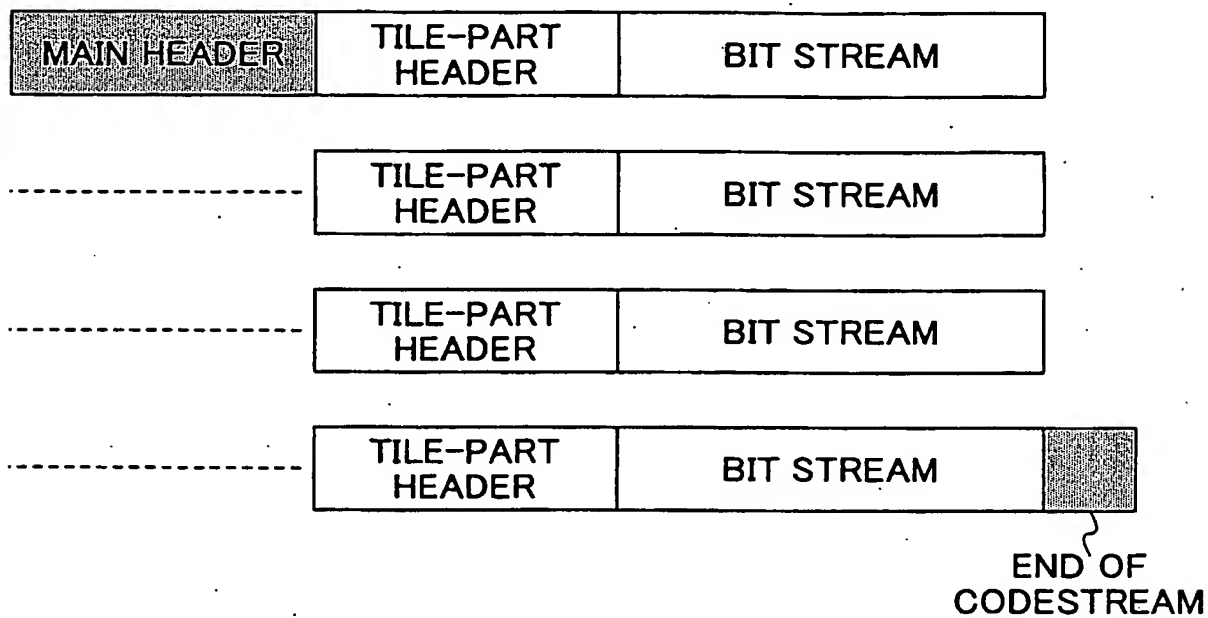 MAIN HEADER
TILE-PART
HEADER
BIT STREAM
TILE-PART
HEADER
BIT STREAM
TILE-PART
HEADER
BIT STREAM
TILE-PART
HEADER
BIT STREAM
END OF
CODESTREAM